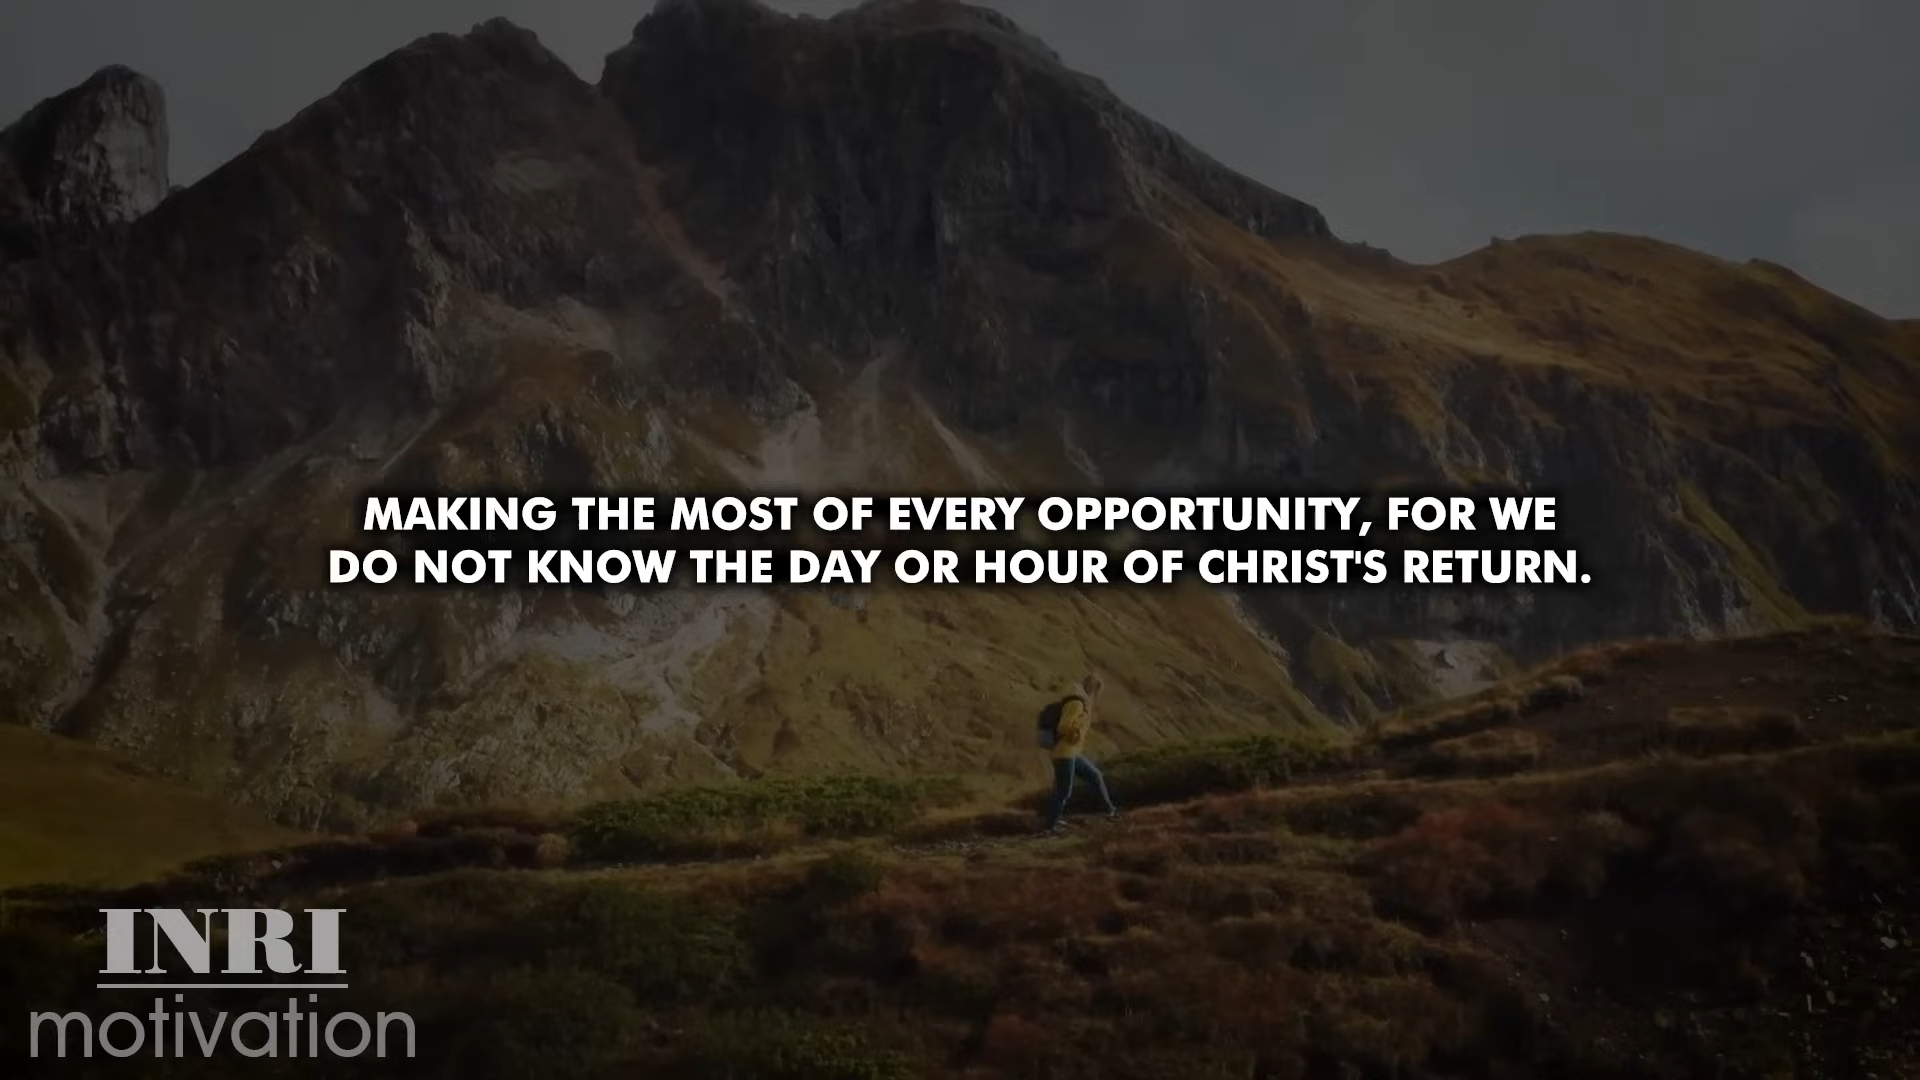 MAKING THE MOST OF EVERY OPPORTUNITY, FOR WE
DO NOT KNOW THE DAY OR HOUR OF CHRIST'S RETURN.
INRI
motivation